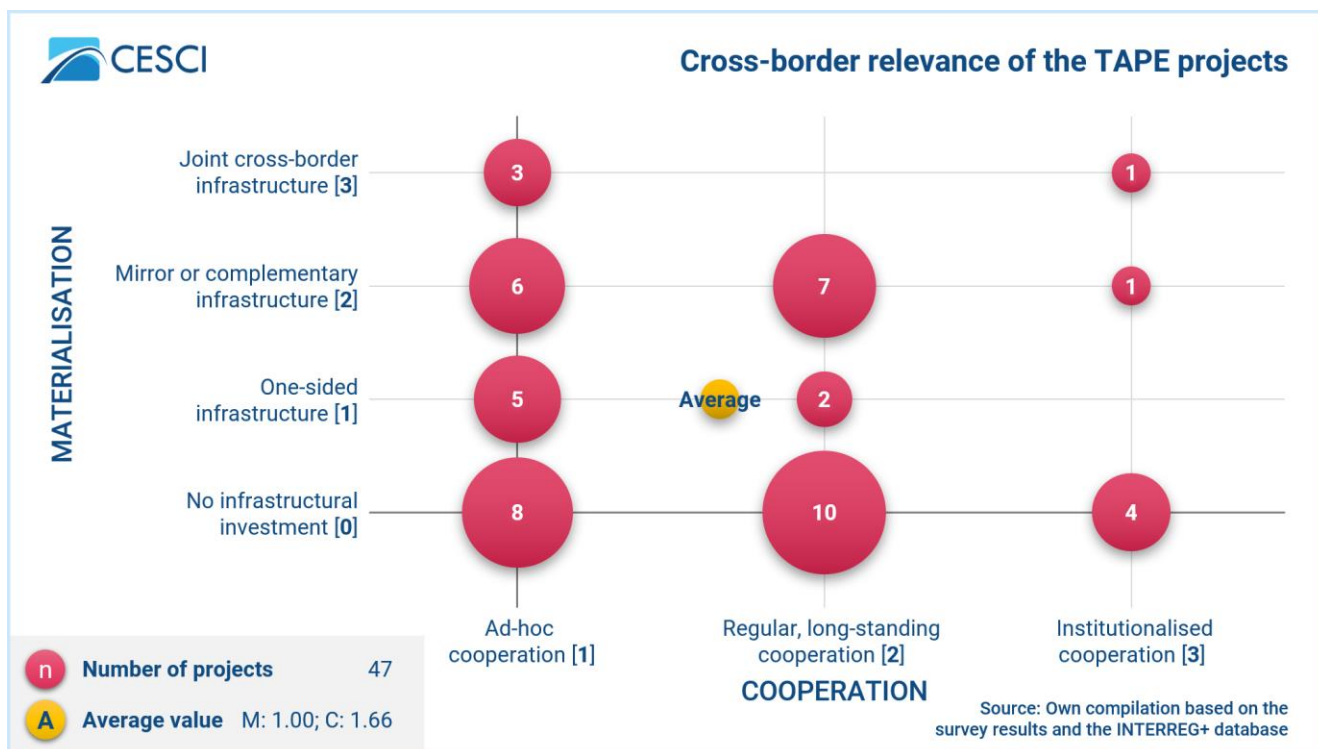 CESCI
Cross-border relevance of the TAPE projects
MATERIALISATION
Joint cross-border
infrastructure [3]
3
1
Mirror or complementary
infrastructure [2]
6
7
1
One-sided
infrastructure [1]
5
Average
2
No infrastructural
investment [0]
8
10
4
Ad-hoc
cooperation [1]
Regular, long-standing
cooperation [2]
Institutionalised
cooperation [3]
COOPERATION
n Number of projects 47
A Average value M: 1.00; C: 1.66
Source: Own compilation based on the
survey results and the INTERREG+ database